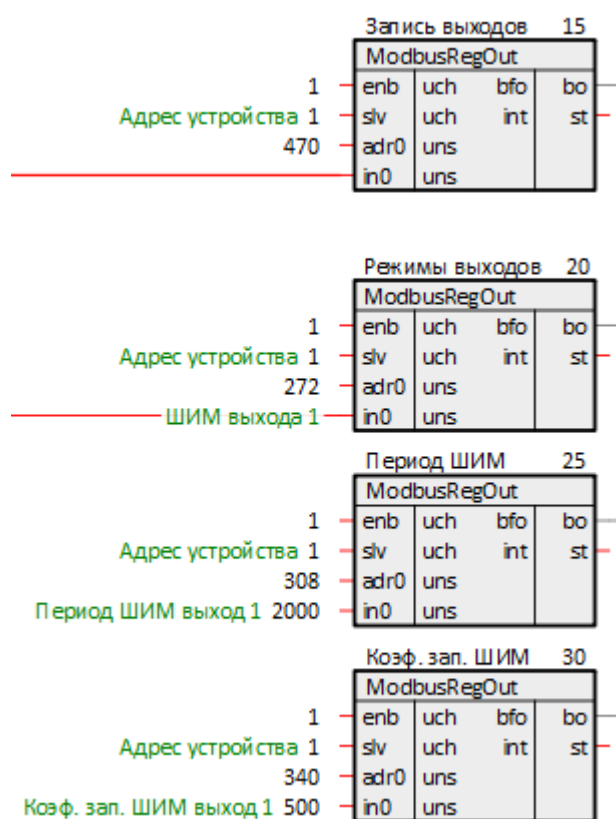 Запись выходов 15
ModbusRegOut
1 enb uch bfo bo
Адрес устройства 1 slv uch int st
470 adr0 uns
in0 uns
Режимы выходов 20
ModbusRegOut
1 enb uch bfo bo
Адрес устройства 1 slv uch int st
272 adr0 uns
ШИМ выхода 1 in0 uns
Период ШИМ 25
ModbusRegOut
1 enb uch bfo bo
Адрес устройства 1 slv uch int st
308 adr0 uns
Период ШИМ выход 1 2000 in0 uns
Коэф. зап. ШИМ 30
ModbusRegOut
1 enb uch bfo bo
Адрес устройства 1 slv uch int st
340 adr0 uns
Коэф. зап. ШИМ выход 1 500 in0 uns